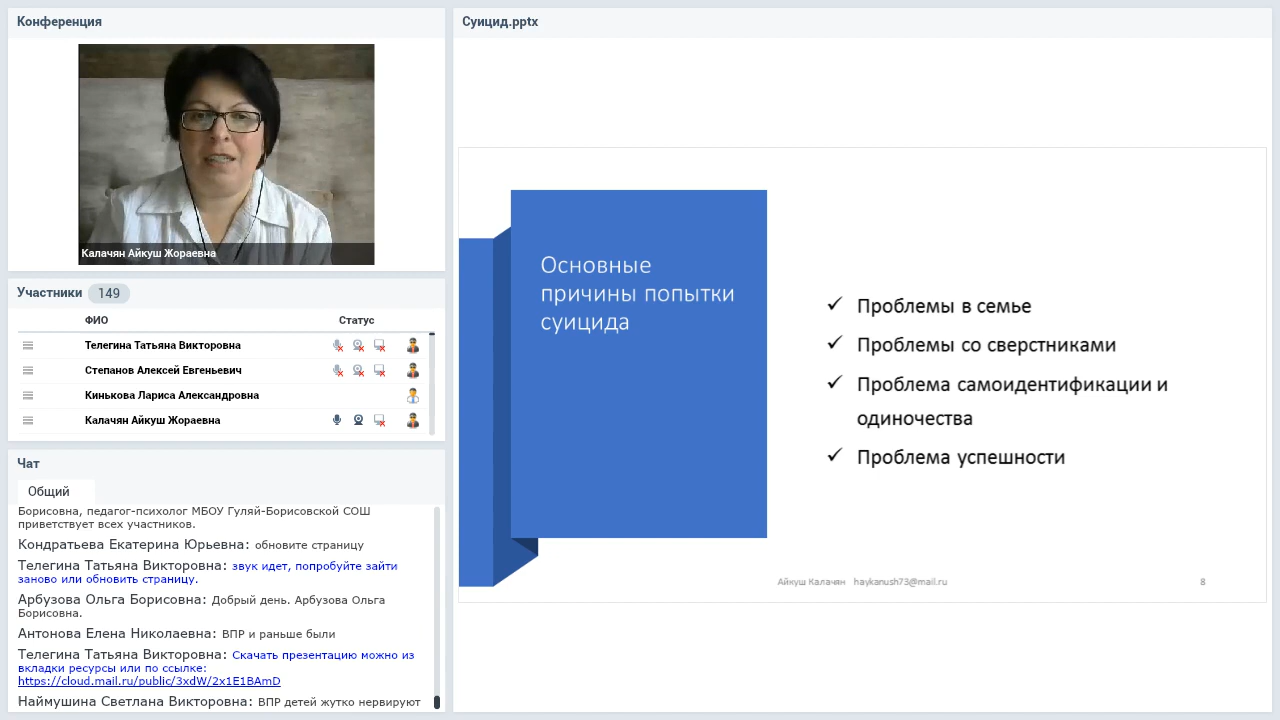 Конференция
Калачян Айкуш Жораевна
Участники 149
ФИО Статус
Телегина Татьяна Викторовна
Степанов Алексей Евгеньевич
Кинькова Лариса Александровна
Калачян Айкуш Жораевна
Чат
Общий
Борисовна, педагог-психолог МБОУ Гуляй-Борисовской СОШ
приветствует всех участников.
Кондратьева Екатерина Юрьевна: обновите страницу
Телегина Татьяна Викторовна: звук идет, попробуйте зайти
заново или обновить страницу.
Арбузова Ольга Борисовна: Добрый день. Арбузова Ольга
Борисовна.
Антонова Елена Николаевна: ВПР и раньше были
Телегина Татьяна Викторовна: Скачать презентацию можно из
вкладки ресурсы или по ссылке:
https://cloud.mail.ru/public/3xdW/2x1E1BAmD
Наймушина Светлана Викторовна: ВПР детей жутко нервируют
Суицид.pptx
Основные
причины попытки
суицида
Проблемы в семье
Проблемы со сверстниками
Проблема самоидентификации и
одиночества
Проблема успешности
Айкуш Калачян haykanush73@mail.ru
8